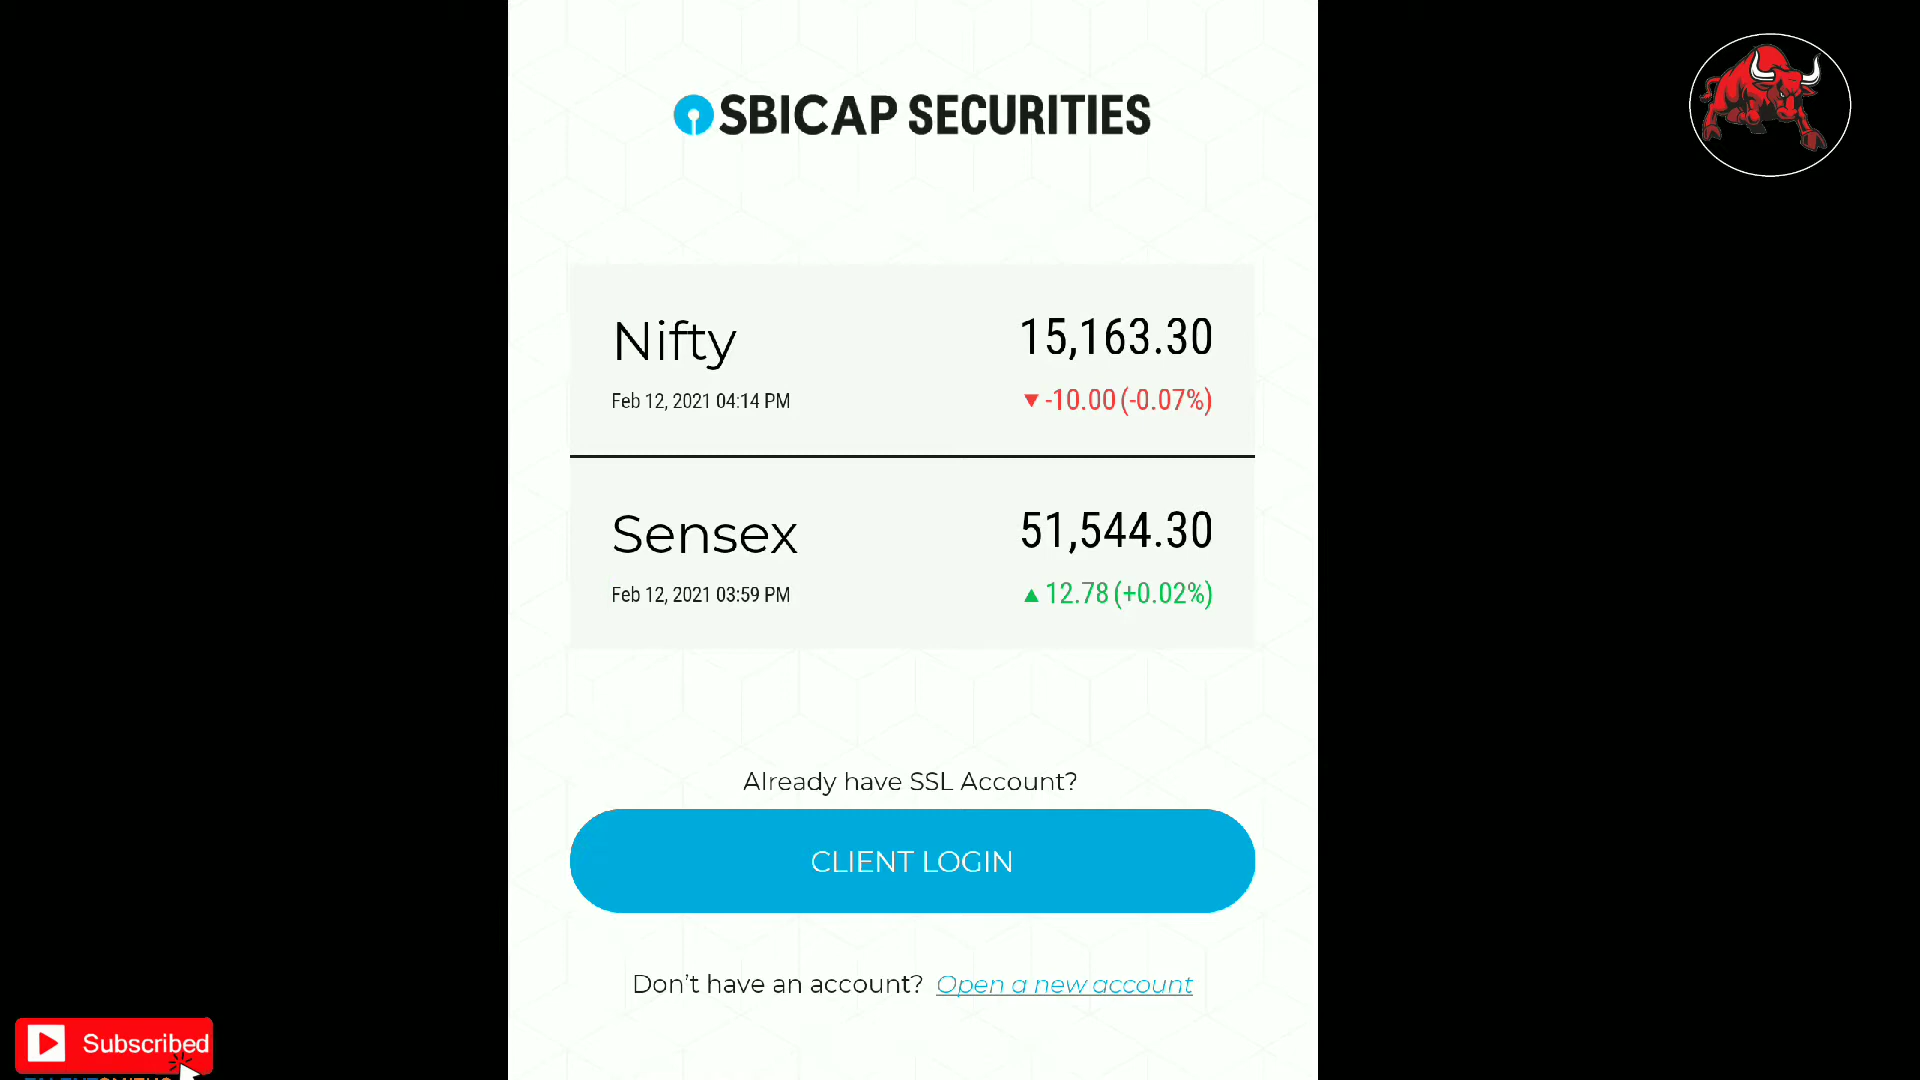 SBICAP SECURITIES
Nifty 15,163.30
Feb 12, 2021 04:14 PM ▼ -10.00 (-0.07%)
Sensex 51,544.30
Feb 12, 2021 03:59 PM ▲ 12.78 (+0.02%)
Already have SSL Account?
CLIENT LOGIN
Don't have an account? Open a new account
Subscribed